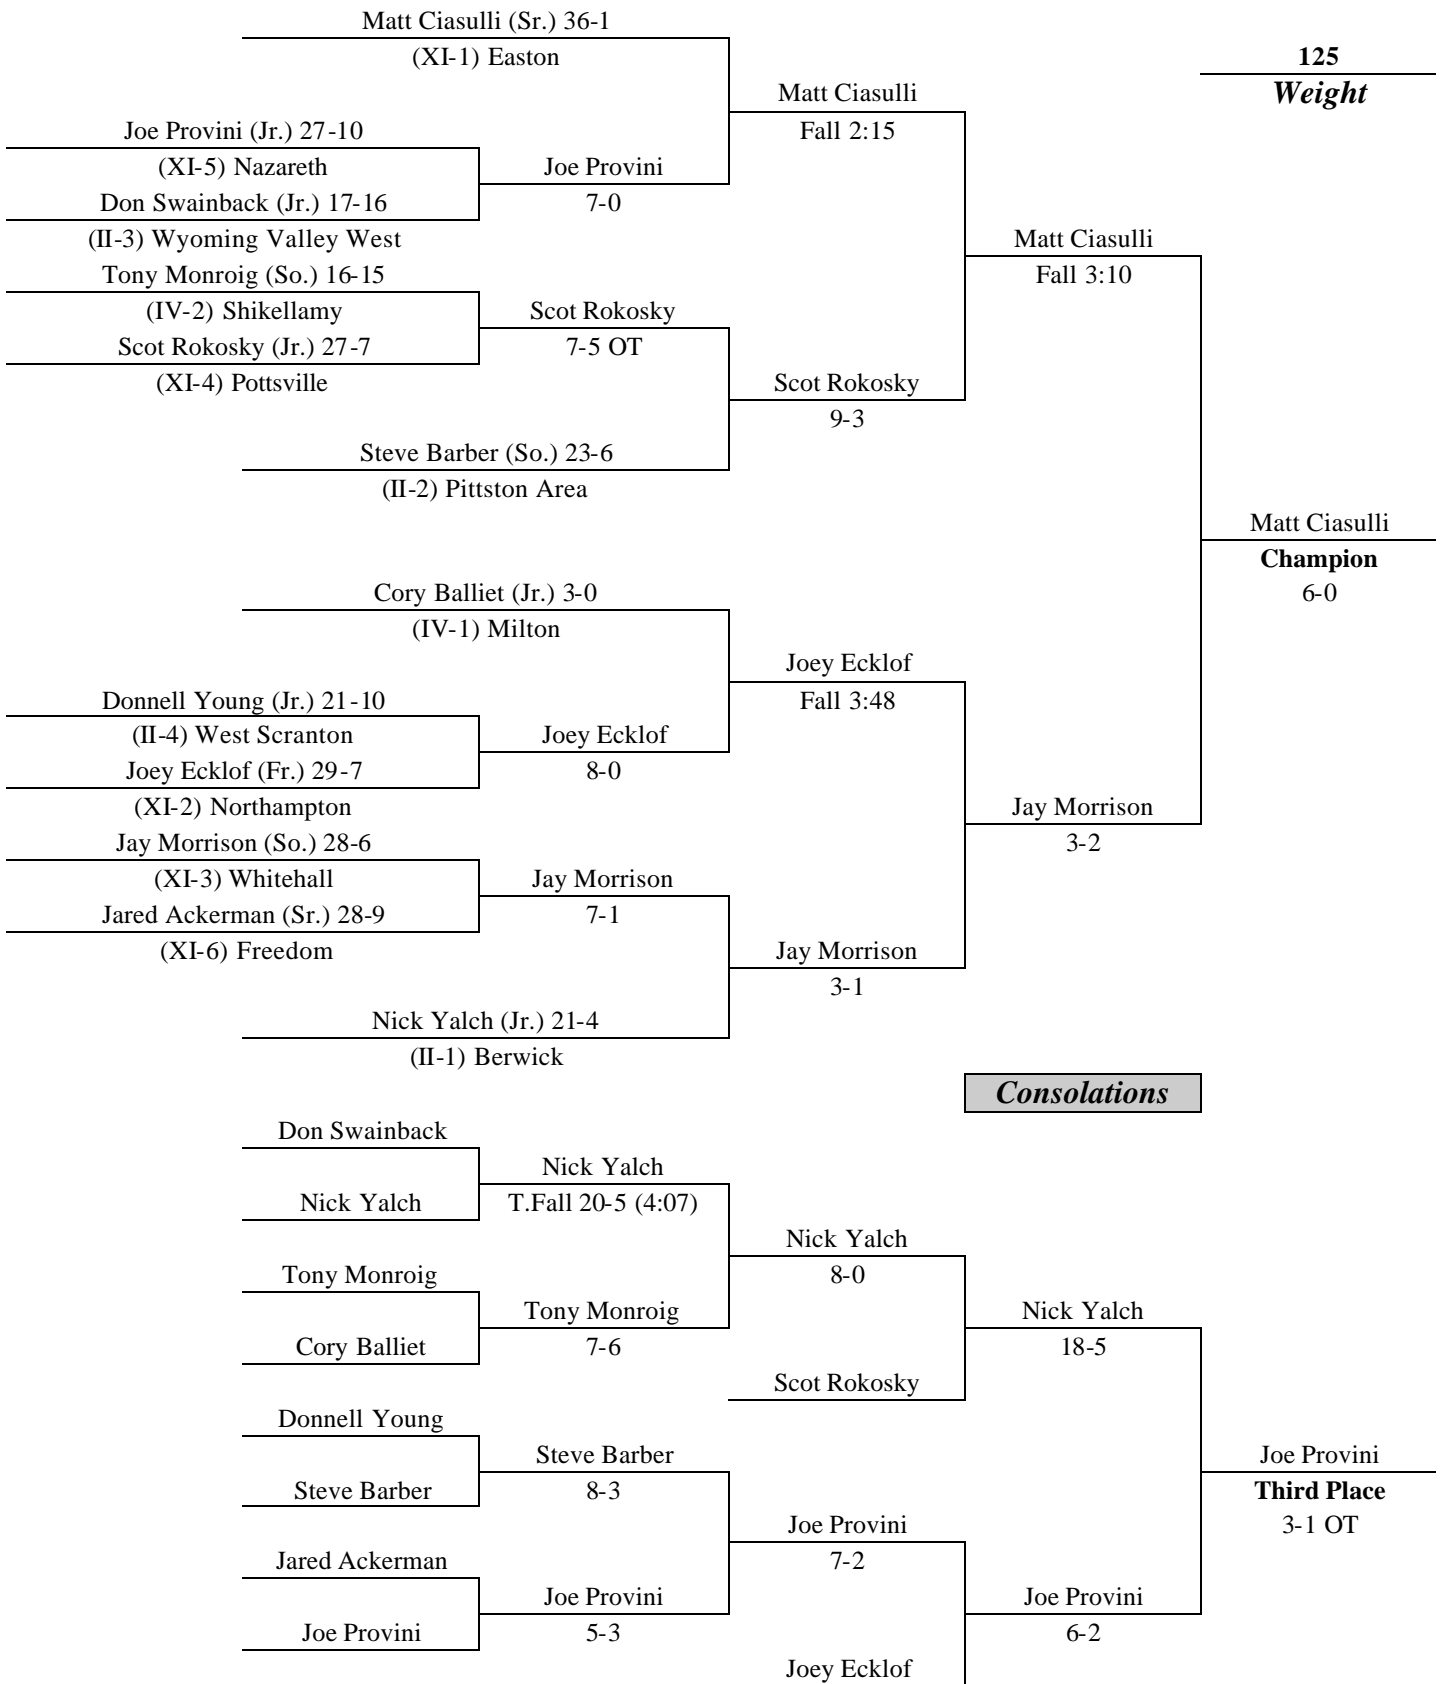 Matt Ciasulli (Sr.) 36-1
(XI-1) Easton
125
Weight
Matt Ciasulli
Fall 2:15
Joe Provini (Jr.) 27-10
(XI-5) Nazareth
Joe Provini
7-0
Don Swainback (Jr.) 17-16
(II-3) Wyoming Valley West
Matt Ciasulli
Fall 3:10
Tony Monroig (So.) 16-15
(IV-2) Shikellamy
Scot Rokosky
7-5 OT
Scot Rokosky (Jr.) 27-7
(XI-4) Pottsville
Scot Rokosky
9-3
Steve Barber (So.) 23-6
(II-2) Pittston Area
Matt Ciasulli
Champion
6-0
Cory Balliet (Jr.) 3-0
(IV-1) Milton
Joey Ecklof
Fall 3:48
Donnell Young (Jr.) 21-10
(II-4) West Scranton
Joey Ecklof
8-0
Joey Ecklof (Fr.) 29-7
(XI-2) Northampton
Jay Morrison
3-2
Jay Morrison (So.) 28-6
(XI-3) Whitehall
Jay Morrison
7-1
Jared Ackerman (Sr.) 28-9
(XI-6) Freedom
Jay Morrison
3-1
Nick Yalch (Jr.) 21-4
(II-1) Berwick
Consolations
Don Swainback
Nick Yalch
Nick Yalch
T.Fall 20-5 (4:07)
Nick Yalch
8-0
Tony Monroig
Tony Monroig
Cory Balliet
7-6
Nick Yalch
18-5
Scot Rokosky
Donnell Young
Steve Barber
Steve Barber
8-3
Joe Provini
Third Place
3-1 OT
Joe Provini
7-2
Jared Ackerman
Joe Provini
Joe Provini
5-3
Joe Provini
6-2
Joey Ecklof